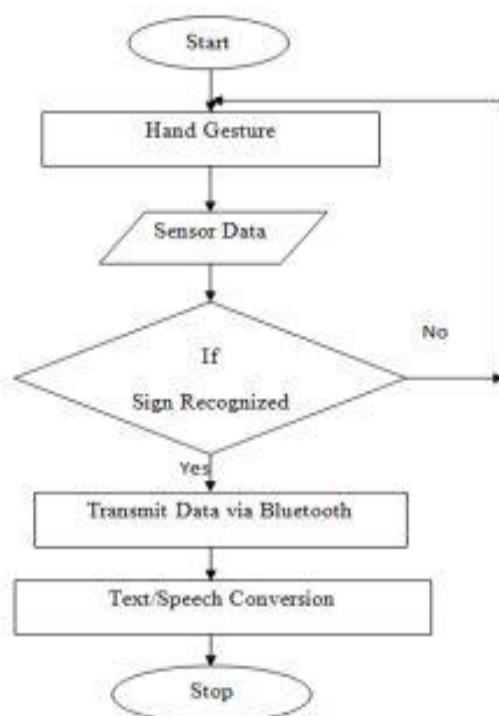 Start
Hand Gesture
Sensor Data
If
No
Sign Recognized
Yes
Transmit Data via Bluetooth
Text/Speech Conversion
Stop